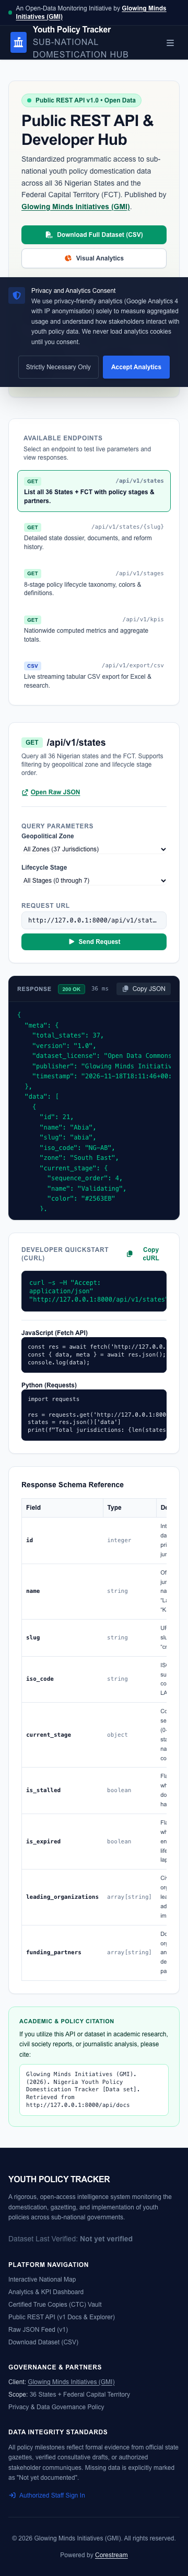 An Open-Data Monitoring Initiative by Glowing
Minds Initiatives (GMI)
Youth Policy Tracker
SUB-NATIONAL
DOMESTICATION HUB
Public REST API v1.0 • Open Data
Public REST API &
Developer Hub
Standardized programmatic access to sub-
national youth policy domestication data
across all 36 Nigerian States and the
Federal Capital Territory (FCT). Published by
Glowing Minds Initiatives (GMI).
Download Full Dataset (CSV)
Visual Analytics
Privacy and Analytics Consent
We use privacy-friendly analytics (Google Analytics 4
with IP anonymisation) solely to measure aggregated
usage and understand how stakeholders interact with
youth policy data. We never load analytics cookies
until you consent.
Strictly Necessary Only
Accept Analytics
AVAILABLE ENDPOINTS
Select an endpoint to test live parameters and
view responses.
GET /api/v1/states
List all 36 States + FCT with policy stages &
partners.
GET /api/v1/states/{slug}
Detailed state dossier, documents, and reform
history.
GET /api/v1/stages
8-stage policy lifecycle taxonomy, colors &
definitions.
GET /api/v1/kpis
Nationwide computed metrics and aggregate
totals.
CSV /api/v1/export/csv
Live streaming tabular CSV export for Excel &
Research.
GET /api/v1/states
Query all 36 Nigerian states and the FCT. Supports
filtering by geopolitical zone and lifecycle stage
order.
Open Raw JSON
QUERY PARAMETERS
Geopolitical Zone
All Zones (37 Jurisdictions)
Lifecycle Stage
All Stages (0 through 7)
REQUEST URL
http://127.0.0.1:8000/api/v1/stat…
Send Request
RESPONSE 200 OK 36 ms Copy JSON
{
"meta": {
"total_states": 37,
"version": "1.0",
"dataset_license": "Open Data Commons
"publisher": "Glowing Minds Initiativ
"timestamp": "2026-11-18T18:11:46+00:
},
"data": [
{
"id": 21,
"name": "Abia",
"slug": "abia",
"iso_code": "NG-AB",
"zone": "South East",
"current_stage": {
"sequence_order": 4,
"name": "Validating",
"color": "#2563EB"
},
DEVELOPER QUICKSTART
(CURL)
Copy
cURL
curl -s -H "Accept:
application/json"
"http://127.0.0.1:8000/api/v1/states"
JavaScript (Fetch API)
const res = await fetch('http://127.0.0.
const { data, meta } = await res.json();
console.log(data);
Python (Requests)
import requests
res = requests.get('http://127.0.0.1:800
states = res.json()['data']
print(f"Total jurisdictions: {len(states
Response Schema Reference
Field Type
id integer
name string
slug string
iso_code string
current_stage object
is_stalled boolean
is_expired boolean
leading_organizations array[string]
funding_partners array[string]
ACADEMIC & POLICY CITATION
If you utilize this API or dataset in academic research,
civil society reports, or journalistic analysis, please
cite:
Glowing Minds Initiatives (GMI).
(2026). Nigeria Youth Policy
Domestication Tracker [Data set].
Retrieved from
http://127.0.0.1:8000/api/docs
YOUTH POLICY TRACKER
A rigorous, open-access intelligence system monitoring the
domestication, gazetting, and implementation of youth
policies across sub-national governments.
Dataset Last Verified: Not yet verified
PLATFORM NAVIGATION
Interactive National Map
Analytics & KPI Dashboard
Certified True Copies (CTC) Vault
Public REST API (v1 Docs & Explorer)
Raw JSON Feed (v1)
Download Dataset (CSV)
GOVERNANCE & PARTNERS
Client: Glowing Minds Initiatives (GMI)
Scope: 36 States + Federal Capital Territory
Privacy & Data Governance Policy
DATA INTEGRITY STANDARDS
All policy milestones reflect formal evidence from official state
gazettes, verified consultative drafts, or authorized
stakeholder communiques. Missing data is explicitly marked
as "Not yet documented".
Authorized Staff Sign In
© 2026 Glowing Minds Initiatives (GMI). All rights reserved.
Powered by Corestream